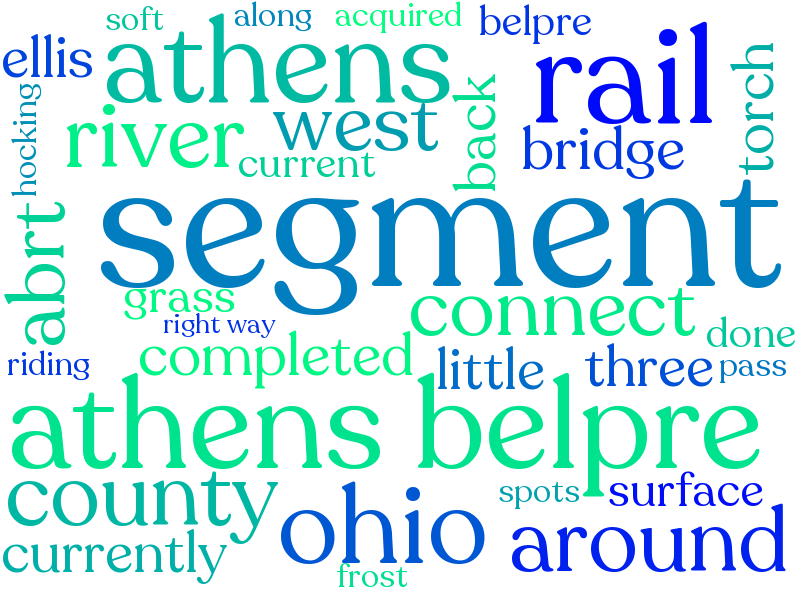 soft
along
acquired
belpre
ellis
athens
rail
torch
hocking
river
west
back
bridge
current
segment
abrt
grass
right way
connect
done
riding
completed
little
three
pass
athens belpre
county
ohio
spots
surface
currently
around
frost